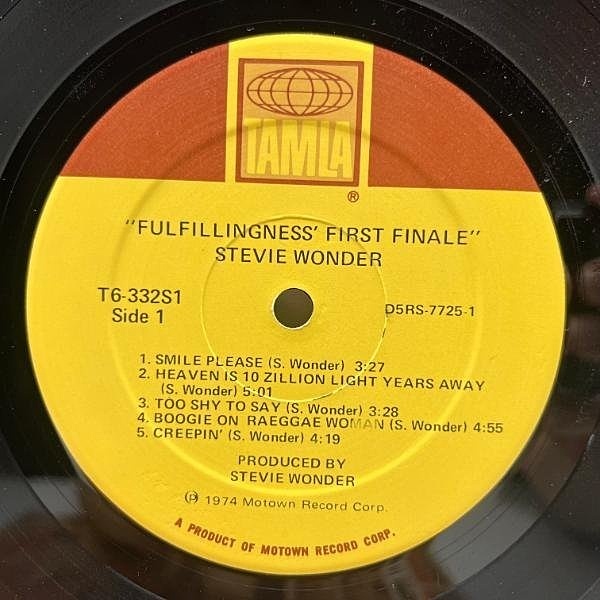 TAMLA
®
"FULFILLINGNESS' FIRST FINALE"
STEVIE WONDER
T6-332S1
Side 1
D5RS-7725-1
1. SMILE PLEASE (S. Wonder) 3:27
2. HEAVEN IS 10 ZILLION LIGHT YEARS AWAY
(S. Wonder) 5:01
3. TOO SHY TO SAY (S. Wonder) 3:28
4. BOOGIE ON RAEGGAE WOMAN (S. Wonder) 4:55
5. CREEPIN' (S. Wonder) 4:19
PRODUCED BY
STEVIE WONDER
℗ 1974 Motown Record Corp.
A PRODUCT OF MOTOWN RECORD CORP.